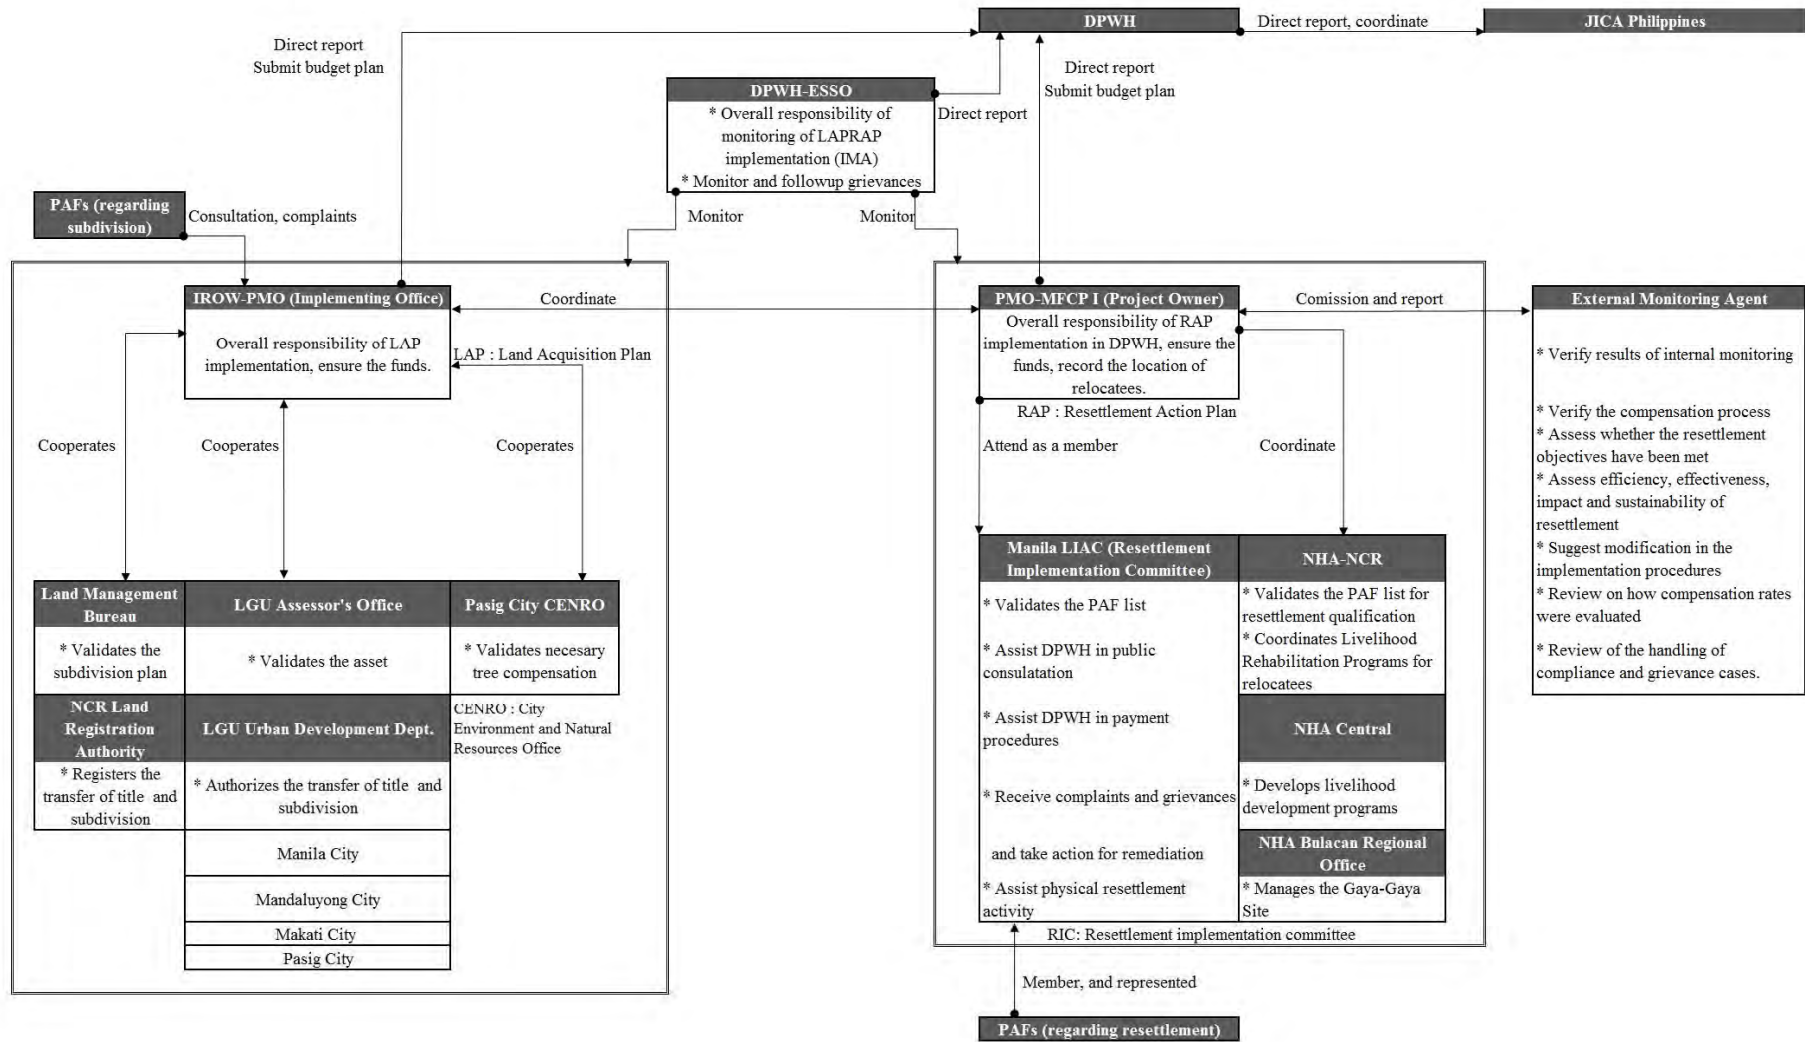 DPWH
Direct report, coordinate
JICA Philippines
Direct report
Submit budget plan
Direct report
Submit budget plan
DPWH-ESSO
* Overall responsibility of
monitoring of LAPRAP
implementation (IMA)
* Monitor and followup grievances
Direct report
PAFs (regarding
subdivision)
Consultation, complaints
Monitor
Monitor
IROW-PMO (Implementing Office)
Overall responsibility of LAP
implementation, ensure the funds.
Coordinate
LAP : Land Acquisition Plan
PMO-MFCP I (Project Owner)
Overall responsibility of RAP
implementation in DPWH, ensure the
funds, record the location of
relocatees.
RAP : Resettlement Action Plan
Comission and report
External Monitoring Agent
* Verify results of internal monitoring
* Verify the compensation process
* Assess whether the resettlement
objectives have been met
* Assess efficiency, effectiveness,
impact and sustainability of
resettlement
* Suggest modification in the
implementation procedures
* Review on how compensation rates
were evaluated
* Review of the handling of
compliance and grievance cases.
Cooperates
Cooperates
Cooperates
Attend as a member
Coordinate
Land Management
Bureau
* Validates the
subdivision plan
LGU Assessor's Office
* Validates the asset
Pasig City CENRO
* Validates necesary
tree compensation
NCR Land
Registration
Authority
* Registers the
transfer of title and
subdivision
LGU Urban Development Dept.
* Authorizes the transfer of title and
subdivision
CENRO : City
Environment and Natural
Resources Office
Manila City
Mandaluyong City
Makati City
Pasig City
Manila LIAC (Resettlement
Implementation Committee)
* Validates the PAF list
* Assist DPWH in public
consulatation
* Assist DPWH in payment
procedures
* Receive complaints and grievances
and take action for remediation
* Assist physical resettlement
activity
NHA-NCR
* Validates the PAF list for
resettlement qualification
* Coordinates Livelihood
Rehabilitation Programs for
relocatees
NHA Central
* Develops livelihood
development programs
NHA Bulacan Regional
Office
* Manages the Gaya-Gaya
Site
RIC: Resettlement implementation committee
Member, and represented
PAFs (regarding resettlement)